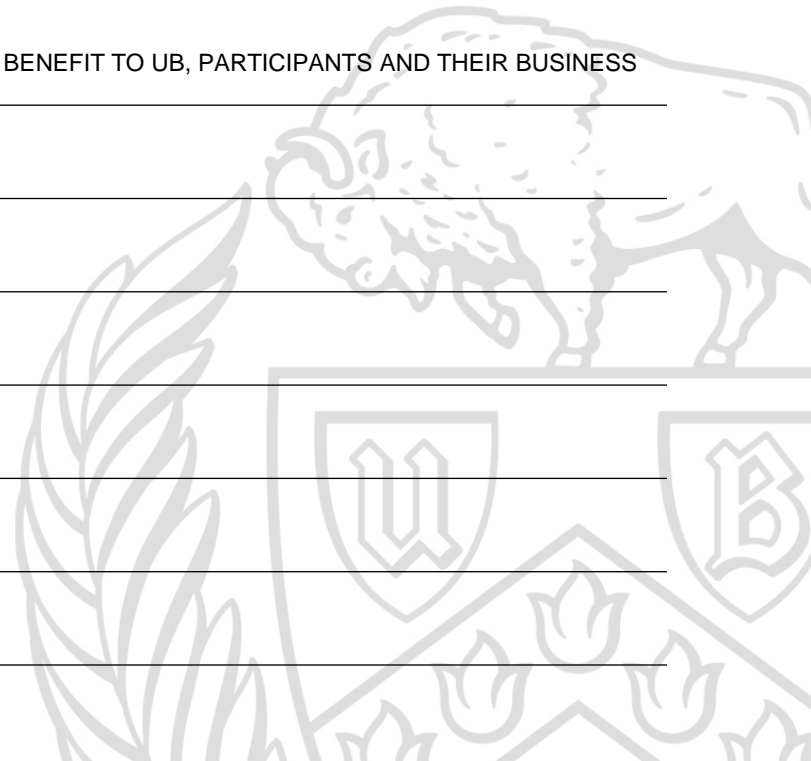 BENEFIT TO UB, PARTICIPANTS AND THEIR BUSINESS
U B